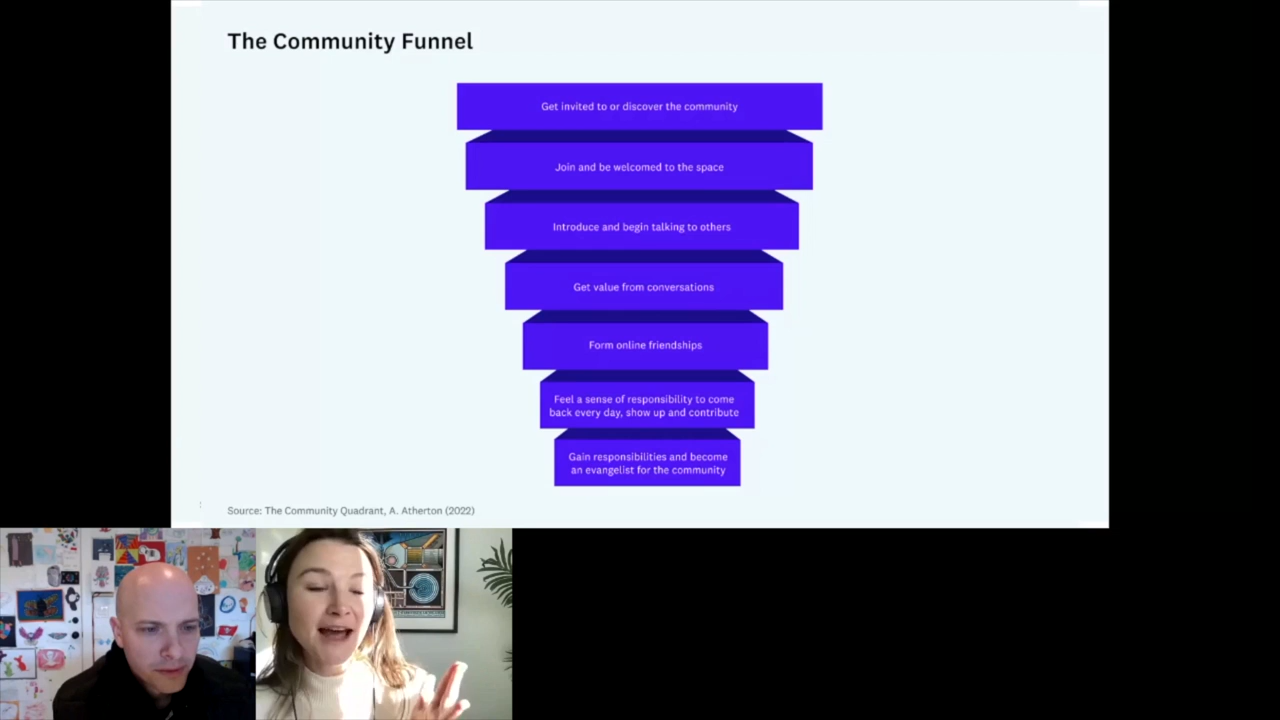 The Community Funnel
Get invited to or discover the community
Join and be welcomed to the space
Introduce and begin talking to others
Get value from conversations
Form online friendships
Feel a sense of responsibility to come
back every day, show up and contribute
Gain responsibilities and become
an evangelist for the community
Source: The Community Quadrant, A. Atherton (2022)